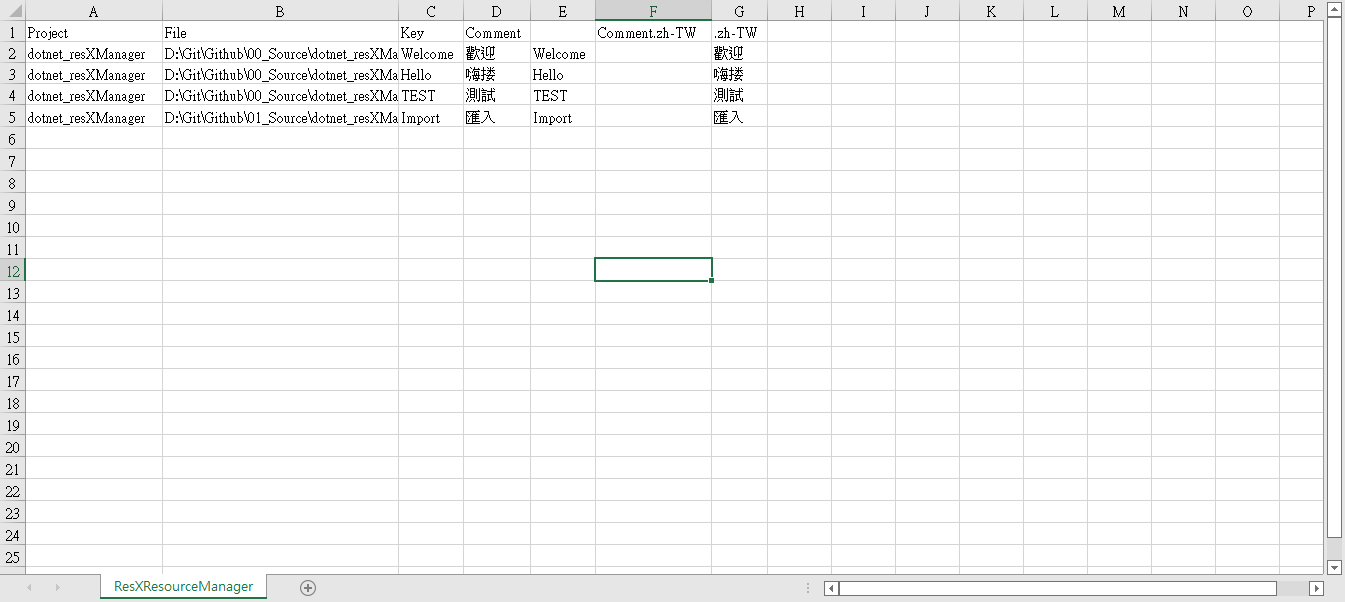 A B C D E F G H I J K L M N O P
1 Project File Key Comment Comment.zh-TW .zh-TW
2 dotnet_resXManager D:\Git\Github\00_Source\dotnet_resXMa Welcome 歡迎 Welcome 歡迎
3 dotnet_resXManager D:\Git\Github\00_Source\dotnet_resXMa Hello 嗨摟 Hello 嗨摟
4 dotnet_resXManager D:\Git\Github\00_Source\dotnet_resXMa TEST 測試 TEST 測試
5 dotnet_resXManager D:\Git\Github\01_Source\dotnet_resXMa Import 匯入 Import 匯入
6
7
8
9
10
11
12
13
14
15
16
17
18
19
20
21
22
23
24
25
ResXResourceManager